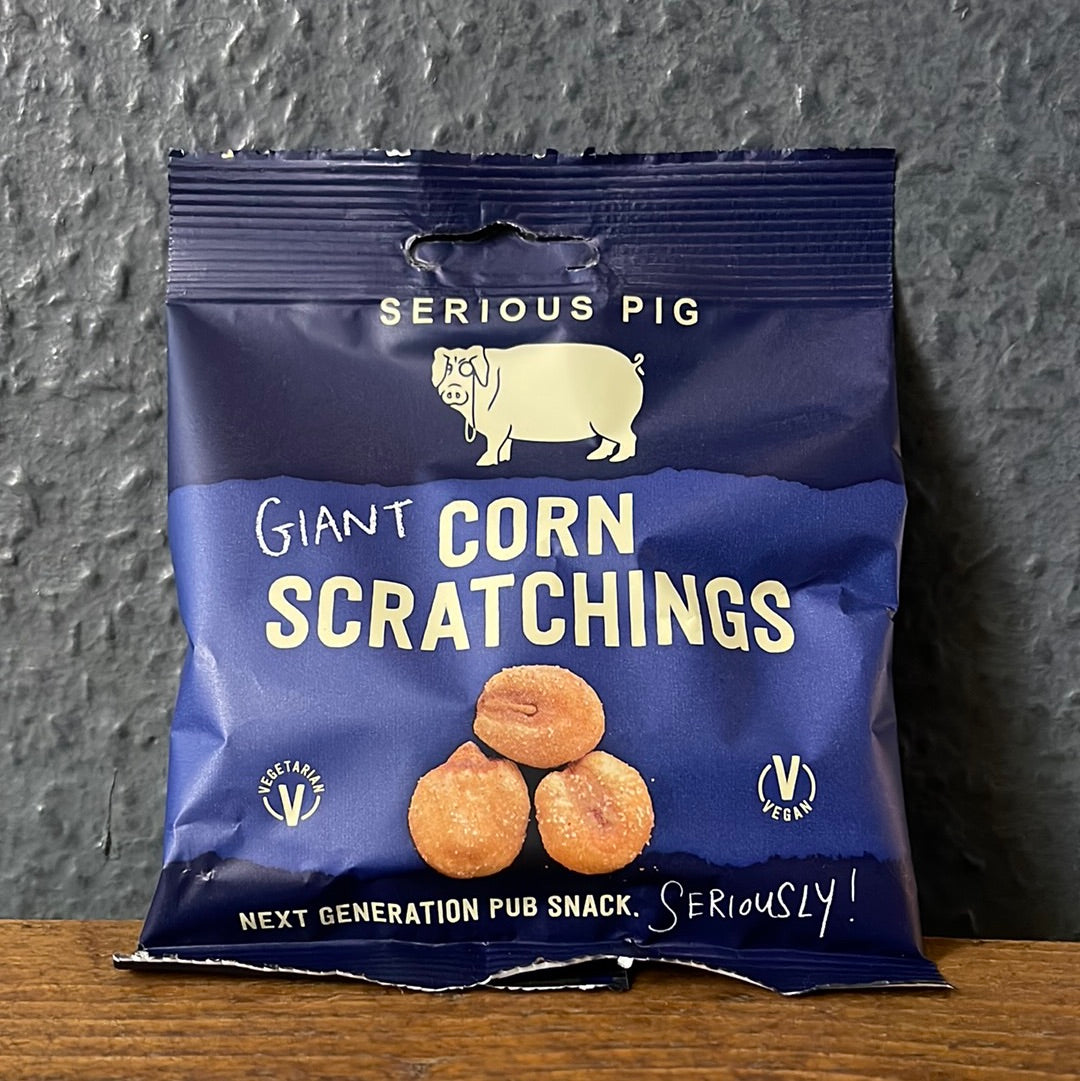 SERIOUS PIG
GIANT CORN
SCRATCHINGS
VEGETARIAN
V
V
VEGAN
NEXT GENERATION PUB SNACK. SERIOUSLY!